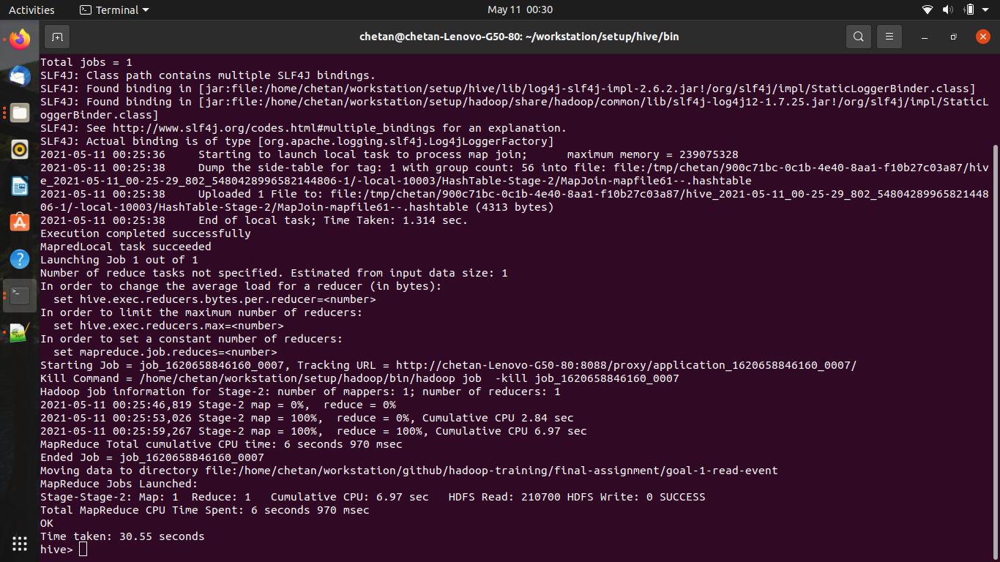 Activities
Terminal
May 11 00:30
chetan@chetan-Lenovo-G50-80: ~/workstation/setup/hive/bin
Total jobs = 1
SLF4J: Class path contains multiple SLF4J bindings.
SLF4J: Found binding in [jar:file:/home/chetan/workstation/setup/hive/lib/log4j-slf4j-impl-2.6.2.jar!/org/slf4j/impl/StaticLoggerBinder.class]
SLF4J: Found binding in [jar:file:/home/chetan/workstation/setup/hadoop/share/hadoop/common/lib/slf4j-log4j12-1.7.25.jar!/org/slf4j/impl/StaticL
oggerBinder.class]
SLF4J: See http://www.slf4j.org/codes.html#multiple_bindings for an explanation.
SLF4J: Actual binding is of type [org.apache.logging.slf4j.Log4jLoggerFactory]
2021-05-11 00:25:36     Starting to launch local task to process map join;      maximum memory = 239075328
2021-05-11 00:25:38     Dump the side-table for tag: 1 with group count: 56 into file: file:/tmp/chetan/900c71bc-0c1b-4e40-8aa1-f10b27c03a87/hiv
e_2021-05-11_00-25-29_802_5480428996582144806-1/-local-10003/HashTable-Stage-2/MapJoin-mapfile61--.hashtable
2021-05-11 00:25:38     Uploaded 1 File to: file:/tmp/chetan/900c71bc-0c1b-4e40-8aa1-f10b27c03a87/hive_2021-05-11_00-25-29_802_54804289965821448
06-1/-local-10003/HashTable-Stage-2/MapJoin-mapfile61--.hashtable (4313 bytes)
2021-05-11 00:25:38     End of local task; Time Taken: 1.314 sec.
Execution completed successfully
MapredLocal task succeeded
Launching Job 1 out of 1
Number of reduce tasks not specified. Estimated from input data size: 1
In order to change the average load for a reducer (in bytes):
  set hive.exec.reducers.bytes.per.reducer=<number>
In order to limit the maximum number of reducers:
  set hive.exec.reducers.max=<number>
In order to set a constant number of reducers:
  set mapreduce.job.reduces=<number>
Starting Job = job_1620658846160_0007, Tracking URL = http://chetan-Lenovo-G50-80:8088/proxy/application_1620658846160_0007/
Kill Command = /home/chetan/workstation/setup/hadoop/bin/hadoop job  -kill job_1620658846160_0007
Hadoop job information for Stage-2: number of mappers: 1; number of reducers: 1
2021-05-11 00:25:46,819 Stage-2 map = 0%,  reduce = 0%
2021-05-11 00:25:53,026 Stage-2 map = 100%,  reduce = 0%, Cumulative CPU 2.84 sec
2021-05-11 00:25:59,267 Stage-2 map = 100%,  reduce = 100%, Cumulative CPU 6.97 sec
MapReduce Total cumulative CPU time: 6 seconds 970 msec
Ended Job = job_1620658846160_0007
Moving data to directory file:/home/chetan/workstation/github/hadoop-training/final-assignment/goal-1-read-event
MapReduce Jobs Launched:
Stage-Stage-2: Map: 1  Reduce: 1   Cumulative CPU: 6.97 sec   HDFS Read: 210700 HDFS Write: 0 SUCCESS
Total MapReduce CPU Time Spent: 6 seconds 970 msec
OK
Time taken: 30.55 seconds
hive>